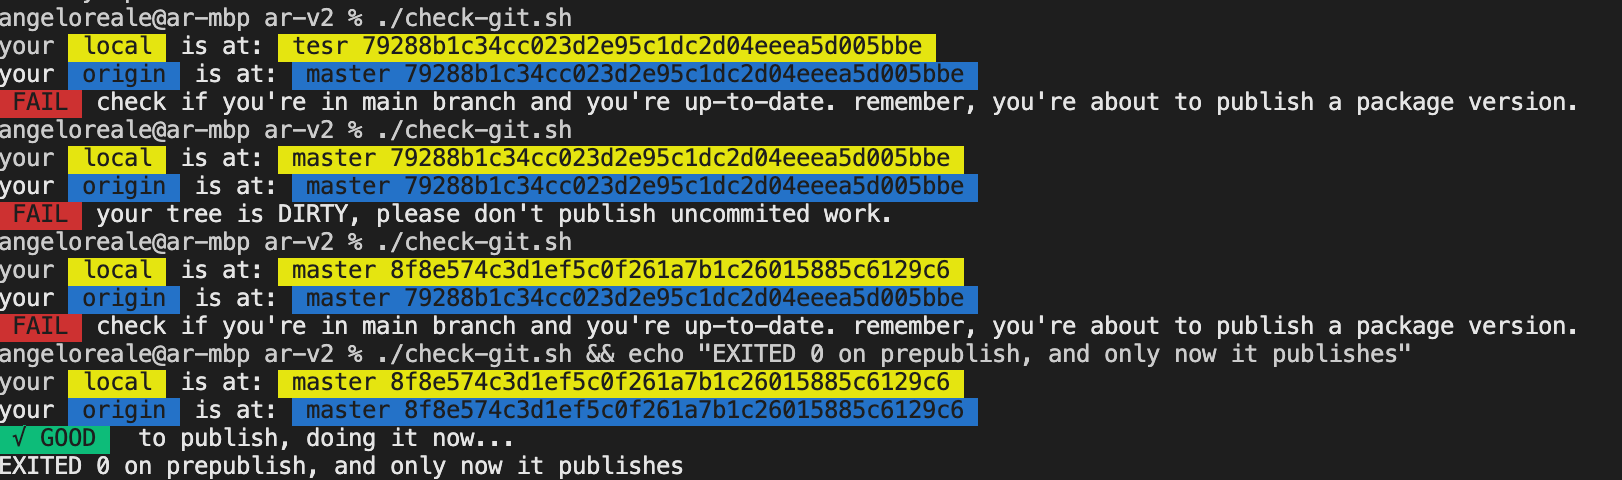 angeloreale@ar-mbp ar-v2 % ./check-git.sh
your local is at: tesr 79288b1c34cc023d2e95c1dc2d04eeea5d005bbe
your origin is at: master 79288b1c34cc023d2e95c1dc2d04eeea5d005bbe
FAIL check if you're in main branch and you're up-to-date. remember, you're about to publish a package version.
angeloreale@ar-mbp ar-v2 % ./check-git.sh
your local is at: master 79288b1c34cc023d2e95c1dc2d04eeea5d005bbe
your origin is at: master 79288b1c34cc023d2e95c1dc2d04eeea5d005bbe
FAIL your tree is DIRTY, please don't publish uncommited work.
angeloreale@ar-mbp ar-v2 % ./check-git.sh
your local is at: master 8f8e574c3d1ef5c0f261a7b1c26015885c6129c6
your origin is at: master 79288b1c34cc023d2e95c1dc2d04eeea5d005bbe
FAIL check if you're in main branch and you're up-to-date. remember, you're about to publish a package version.
angeloreale@ar-mbp ar-v2 % ./check-git.sh && echo "EXITED 0 on prepublish, and only now it publishes"
your local is at: master 8f8e574c3d1ef5c0f261a7b1c26015885c6129c6
your origin is at: master 8f8e574c3d1ef5c0f261a7b1c26015885c6129c6
√ GOOD to publish, doing it now...
EXITED 0 on prepublish, and only now it publishes